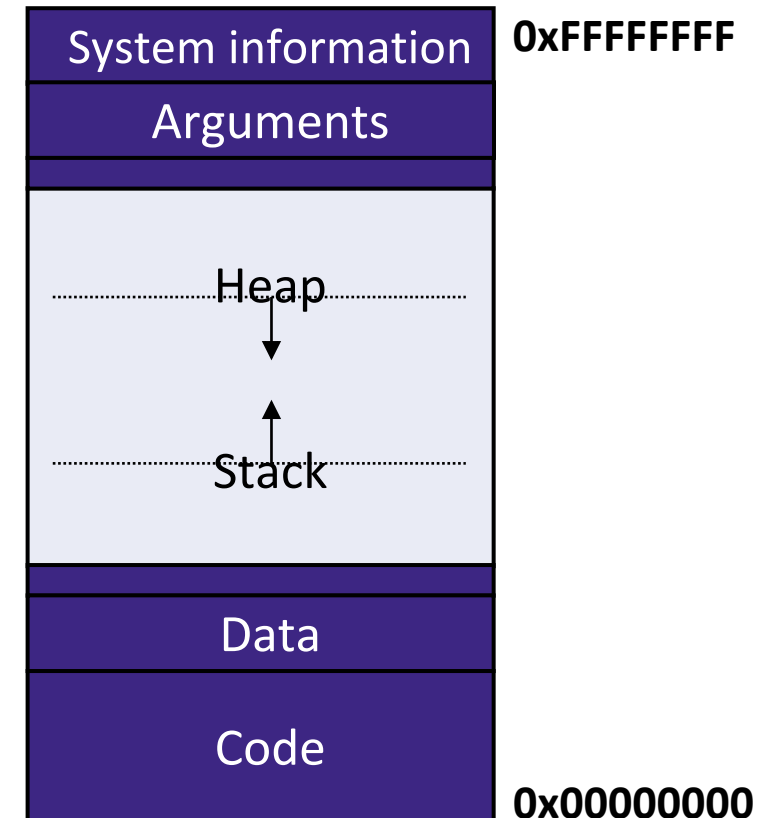 System information
0xFFFFFFFF
Arguments
Heap
Stack
Data
Code
0x00000000